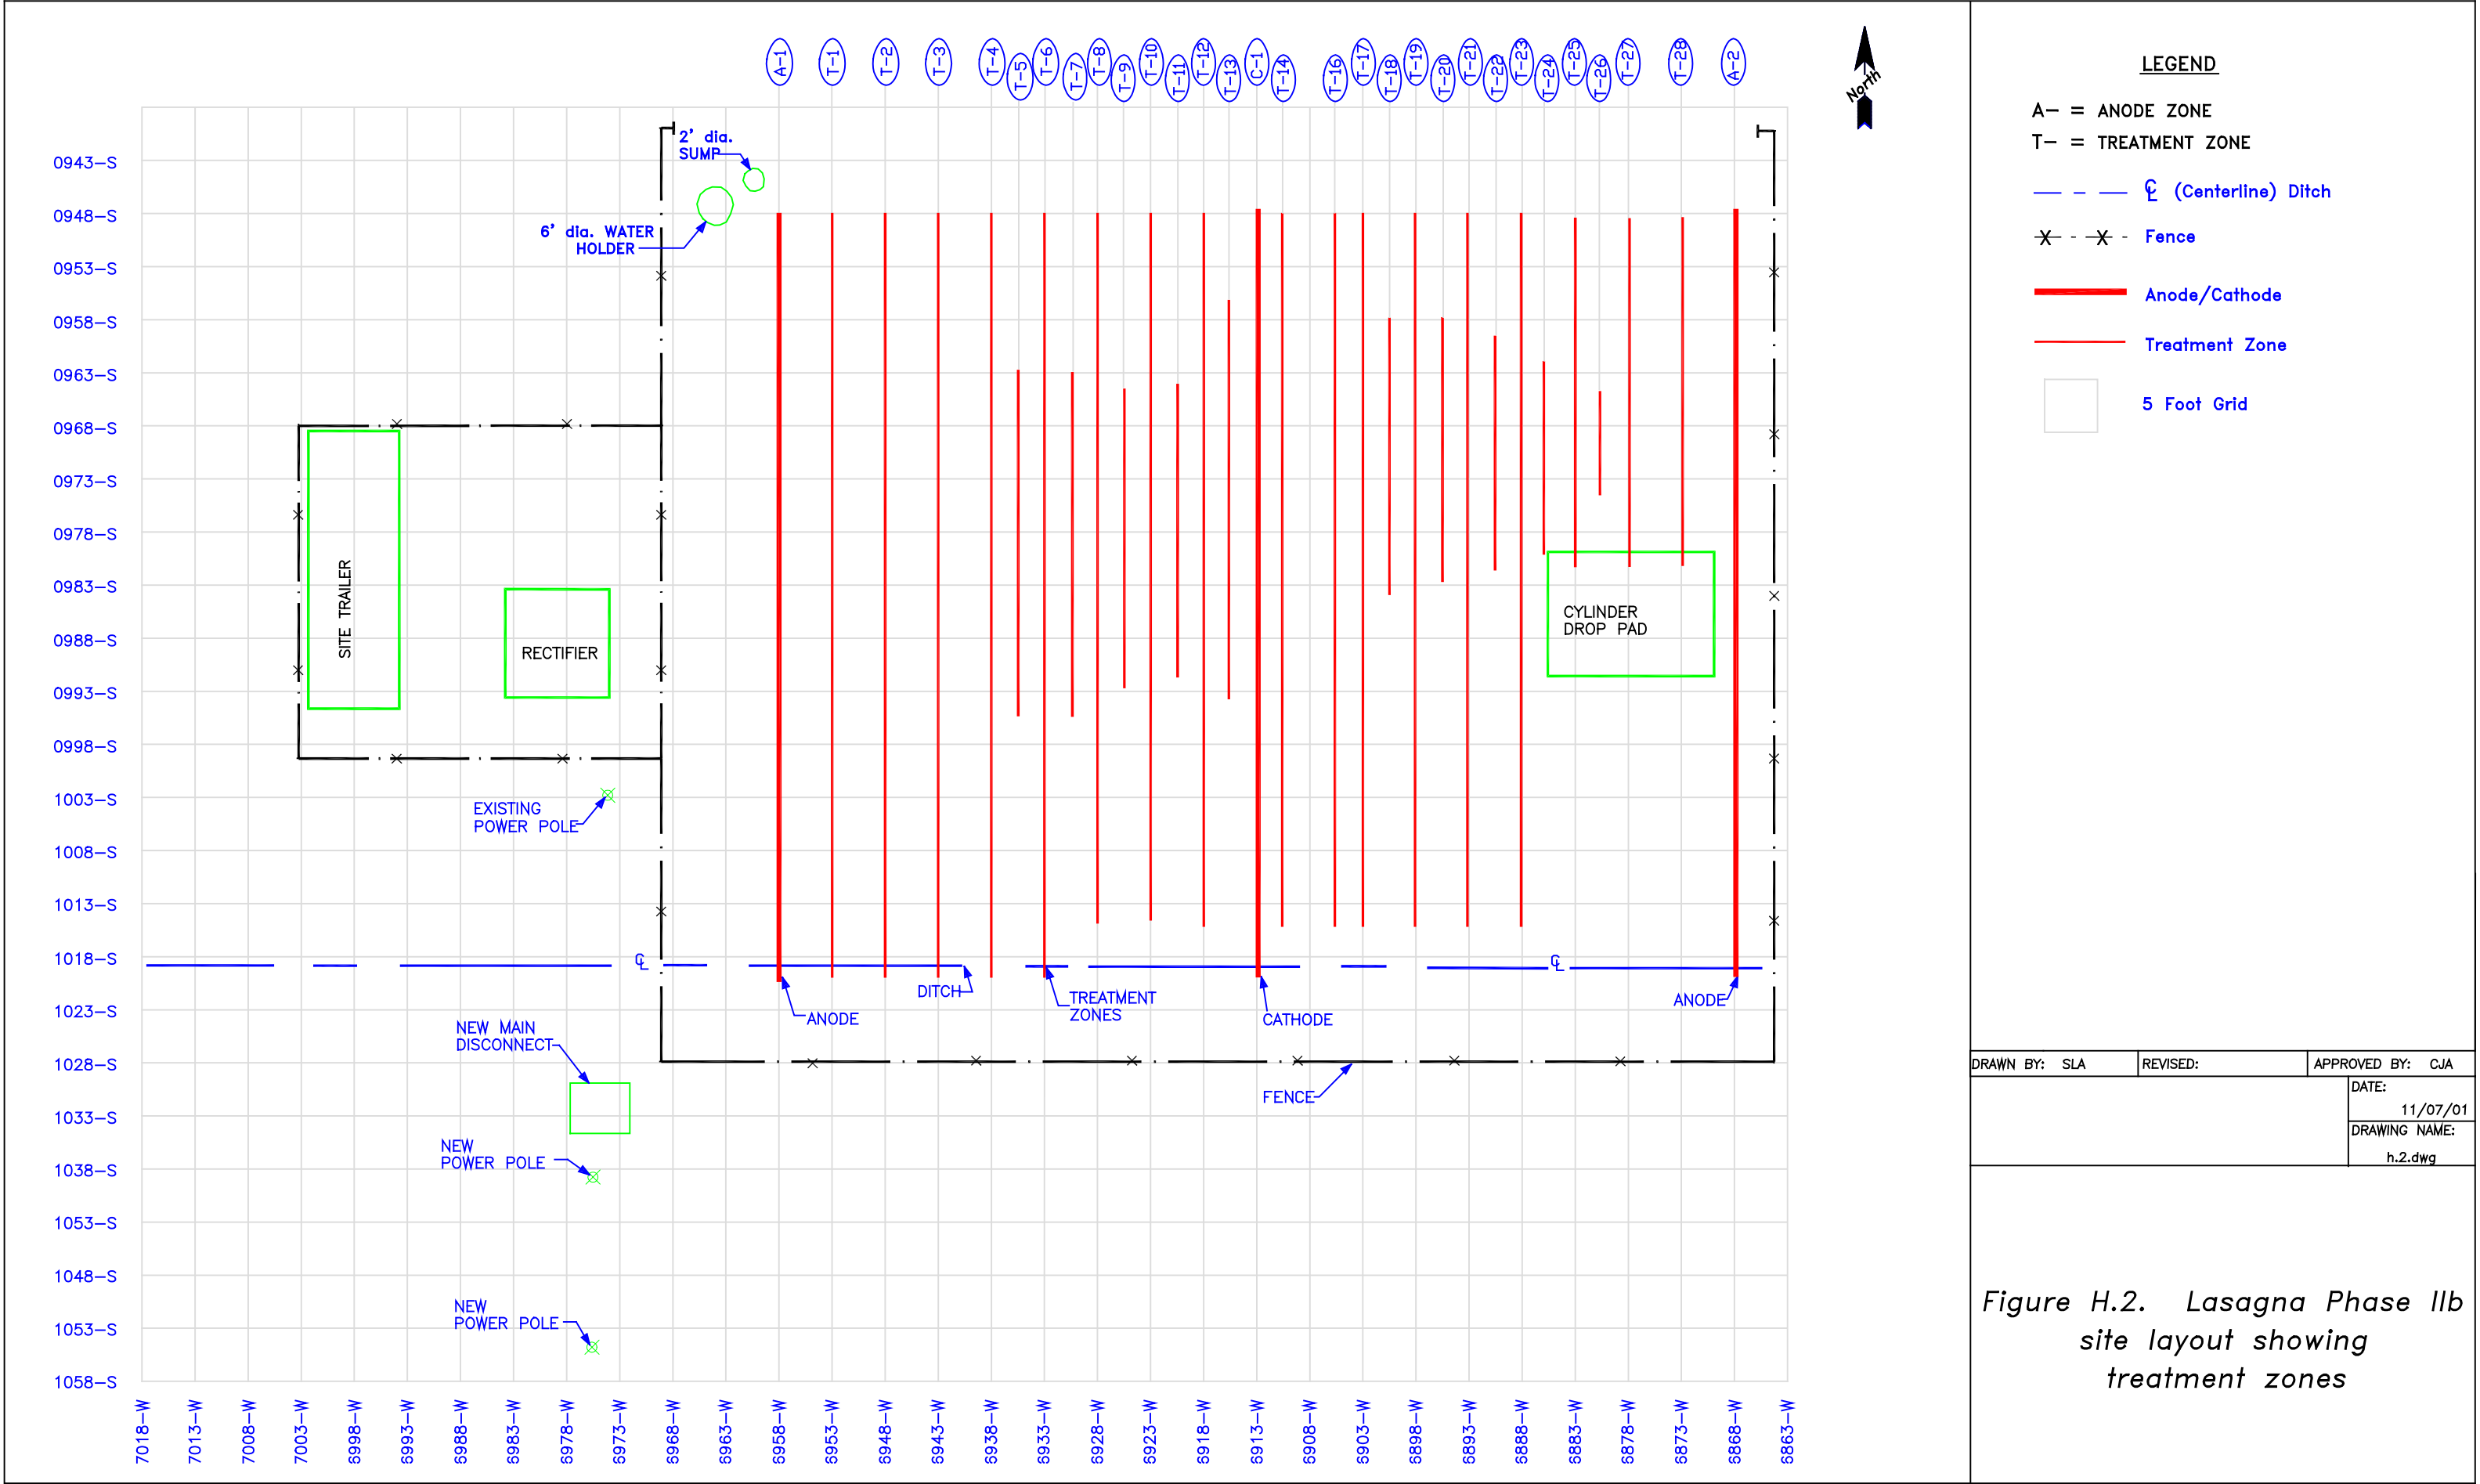 A-1
T-1
T-2
T-3
T-4
T-5
T-6
T-7
T-8
T-9
T-10
T-11
T-12
T-13
C-1
T-14
T-16
T-17
T-18
T-19
T-20
T-21
T-22
T-23
T-24
T-25
T-26
T-27
T-28
A-2
North
0943-S
0948-S
0953-S
0958-S
0963-S
0968-S
0973-S
0978-S
0983-S
0988-S
0993-S
0998-S
1003-S
1008-S
1013-S
1018-S
1023-S
1028-S
1033-S
1038-S
1053-S
1048-S
1053-S
1058-S
2' dia.
SUMP
6' dia. WATER
HOLDER
SITE TRAILER
RECTIFIER
CYLINDER
DROP PAD
EXISTING
POWER POLE
℄
℄
DITCH
TREATMENT
ZONES
ANODE
CATHODE
ANODE
NEW MAIN
DISCONNECT
FENCE
NEW
POWER POLE
NEW
POWER POLE
7018-W
7013-W
7008-W
7003-W
6998-W
6993-W
6988-W
6983-W
6978-W
6973-W
6968-W
6963-W
6958-W
6953-W
6948-W
6943-W
6938-W
6933-W
6928-W
6923-W
6918-W
6913-W
6908-W
6903-W
6898-W
6893-W
6888-W
6883-W
6878-W
6873-W
6868-W
6863-W
LEGEND
A- = ANODE ZONE
T- = TREATMENT ZONE
℄ (Centerline) Ditch
Fence
Anode/Cathode
Treatment Zone
5 Foot Grid
DRAWN BY: SLA
REVISED:
APPROVED BY: CJA
DATE:
11/07/01
DRAWING NAME:
h.2.dwg
Figure H.2. Lasagna Phase IIb
site layout showing
treatment zones